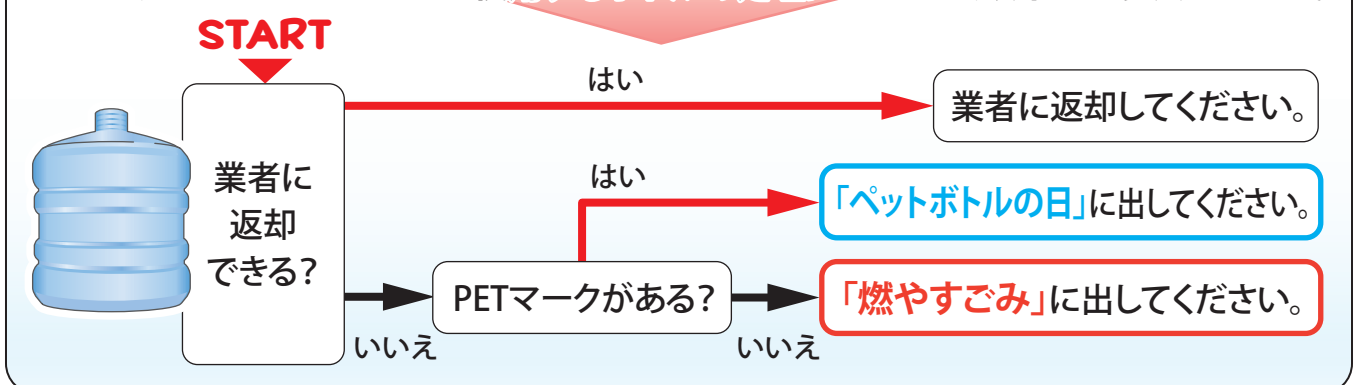 START
はい
業者に返却してください。
業者に
返却
できる?
はい
「ペットボトルの日」に出してください。
PETマークがある?
「燃やすごみ」に出してください。
いいえ
いいえ